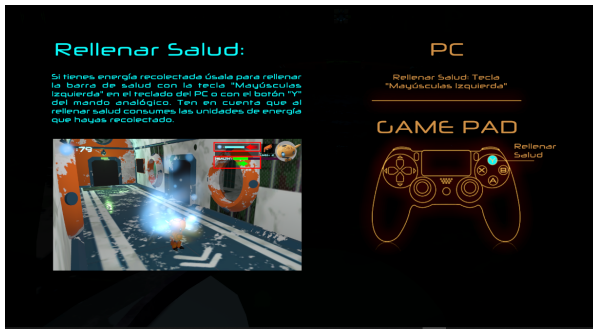 Rellenar Salud:
Si tienes energía recolectada úsala para rellenar
la barra de salud con la tecla "Mayúsculas
Izquierda" en el teclado del PC o con el botón "Y"
del mando analógico. Ten en cuenta que al
rellenar salud consumes las unidades de energía
que hayas recolectado.
:79
PC
Rellenar Salud: Tecla
"Mayúsculas Izquierda"
GAME PAD
Rellenar
Salud
X
B
A